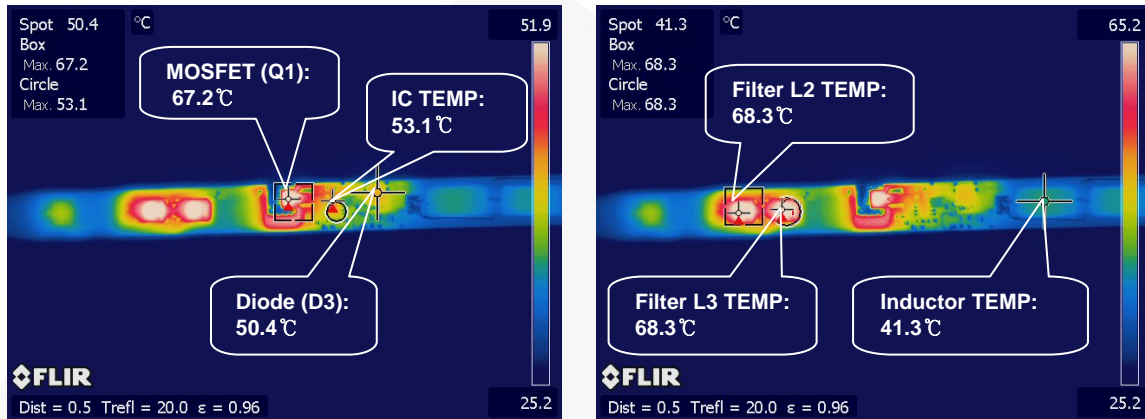 Spot 50.4 °C
51.9
Box
Max. 67.2
Circle
Max. 53.1
MOSFET (Q1):
67.2℃
IC TEMP:
53.1℃
Diode (D3):
50.4℃
FLIR
Dist = 0.5 Trefl = 20.0 ε = 0.96
25.2
Spot 41.3 °C
65.2
Box
Max. 68.3
Circle
Max. 68.3
Filter L2 TEMP:
68.3℃
Filter L3 TEMP:
68.3℃
Inductor TEMP:
41.3℃
FLIR
Dist = 0.5 Trefl = 20.0 ε = 0.96
25.2